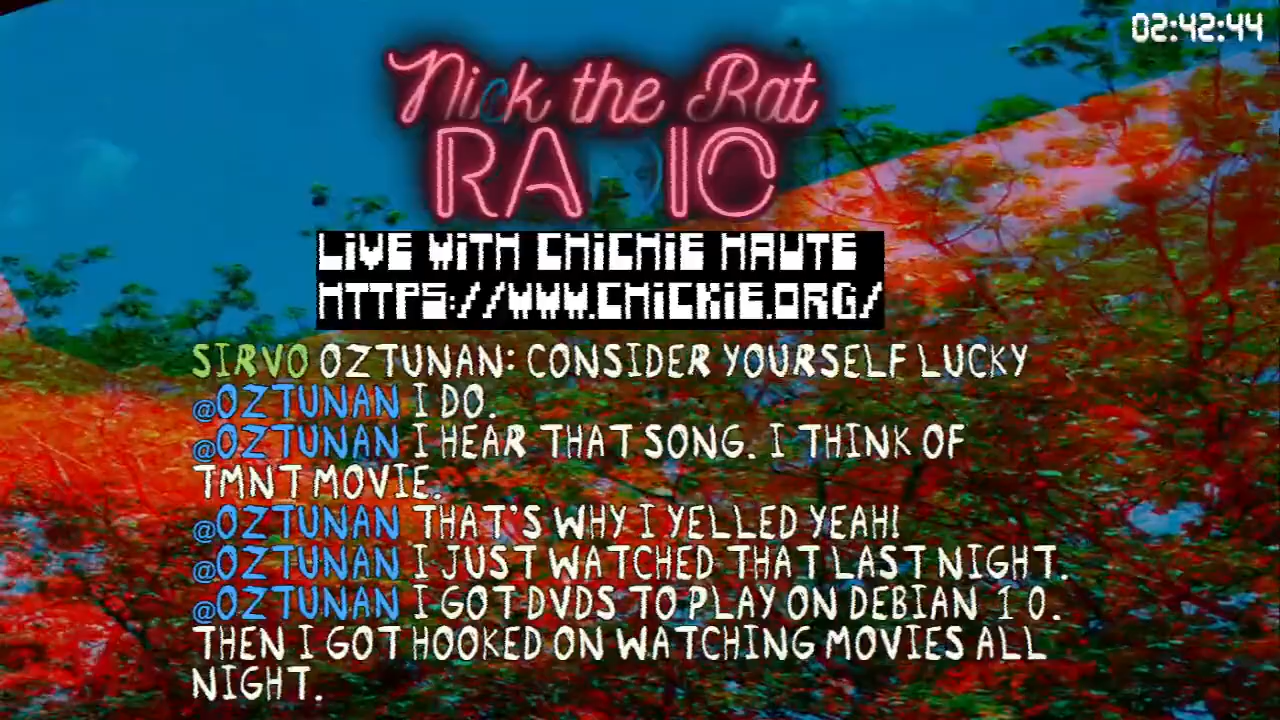 02:42:44
Nick the Rat
RADIO
LIVE WITH CHICHIE HAUTE
HTTPS://WWW.CHICKIE.ORG/
SIRVO OZTUNAN: CONSIDER YOURSELF LUCKY
@OZTUNAN I DO.
@OZTUNAN I HEAR THAT SONG. I THINK OF
TMNT MOVIE.
@OZTUNAN THAT'S WHY I YELLED YEAH!
@OZTUNAN I JUST WATCHED THAT LAST NIGHT.
@OZTUNAN I GOT DVDS TO PLAY ON DEBIAN 10.
THEN I GOT HOOKED ON WATCHING MOVIES ALL
NIGHT.